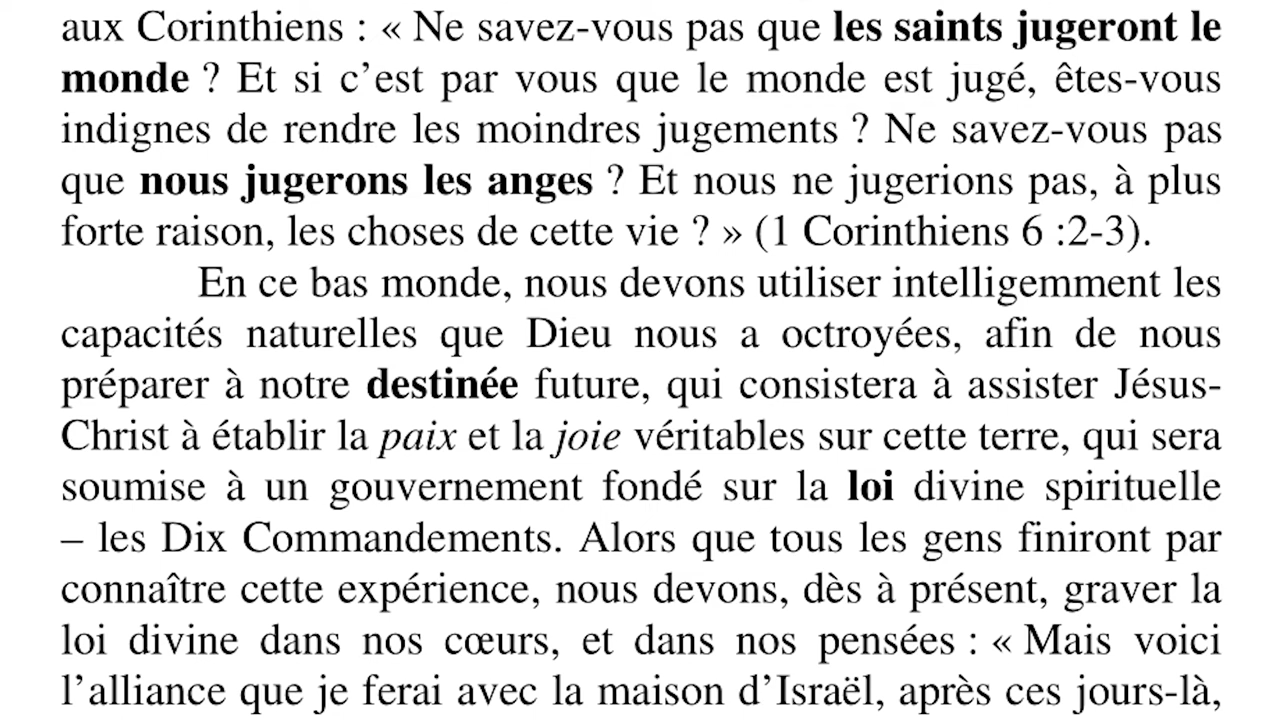 aux Corinthiens : « Ne savez-vous pas que les saints jugeront le
monde ? Et si c’est par vous que le monde est jugé, êtes-vous
indignes de rendre les moindres jugements ? Ne savez-vous pas
que nous jugerons les anges ? Et nous ne jugerions pas, à plus
forte raison, les choses de cette vie ? » (1 Corinthiens 6 :2-3).
En ce bas monde, nous devons utiliser intelligemment les
capacités naturelles que Dieu nous a octroyées, afin de nous
préparer à notre destinée future, qui consistera à assister Jésus-
Christ à établir la paix et la joie véritables sur cette terre, qui sera
soumise à un gouvernement fondé sur la loi divine spirituelle
– les Dix Commandements. Alors que tous les gens finiront par
connaître cette expérience, nous devons, dès à présent, graver la
loi divine dans nos cœurs, et dans nos pensées : « Mais voici
l’alliance que je ferai avec la maison d’Israël, après ces jours-là,